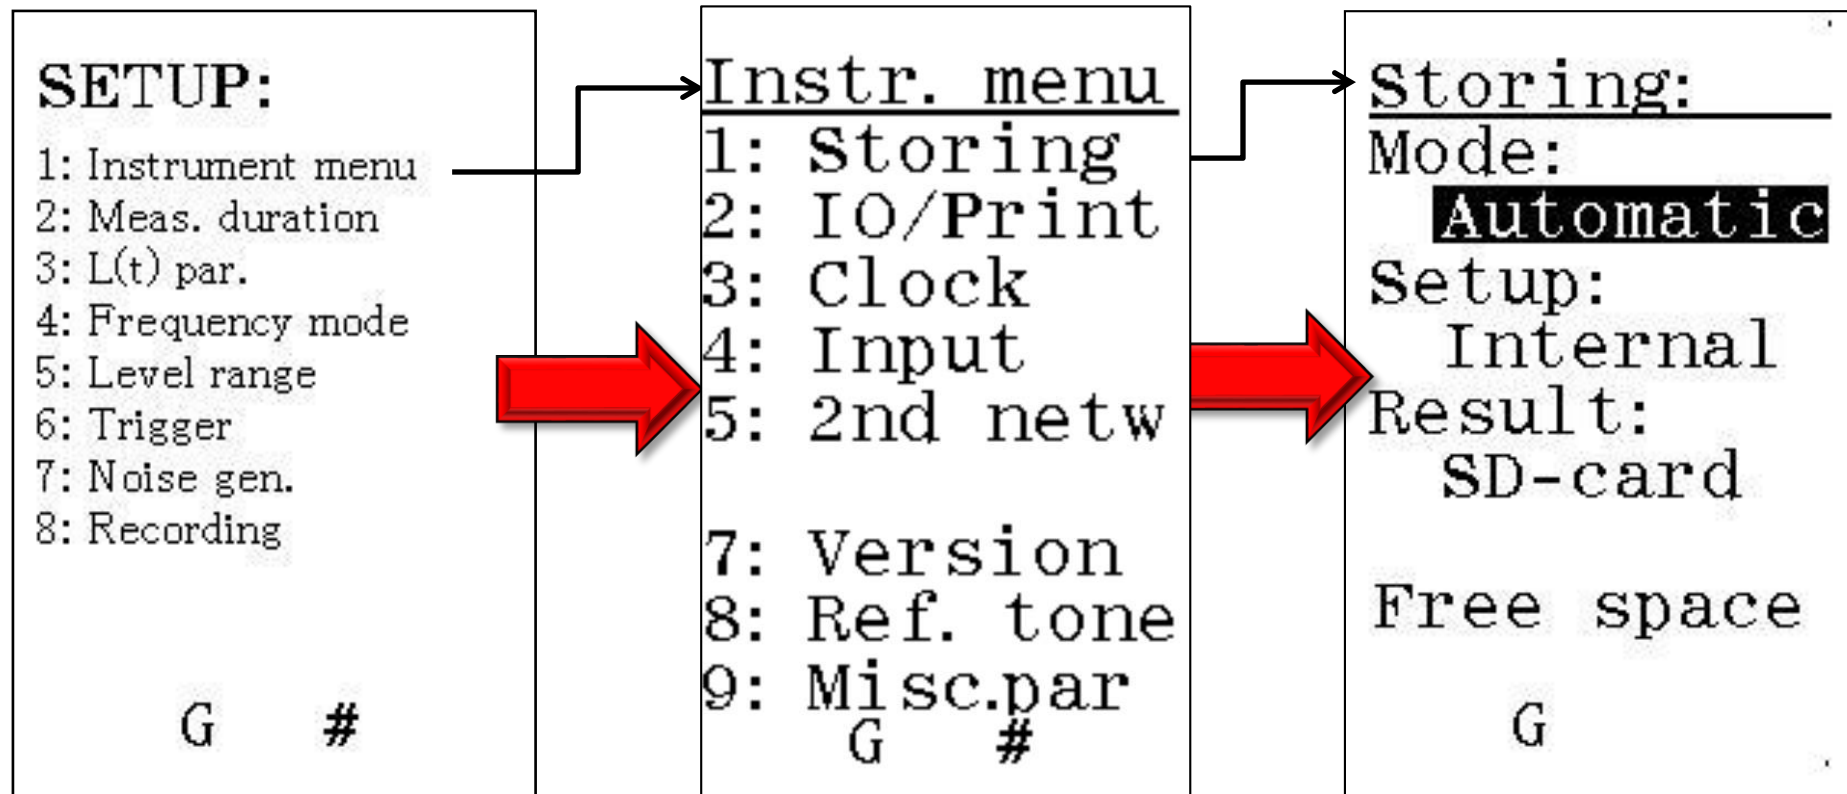 SETUP:
1: Instrument menu
2: Meas. duration
3: L(t) par.
4: Frequency mode
5: Level range
6: Trigger
7: Noise gen.
8: Recording
G #
Instr. menu
1: Storing
2: IO/Print
3: Clock
4: Input
5: 2nd netw
7: Version
8: Ref. tone
9: Misc.par
G #
Storing:
Mode:
Automatic
Setup:
Internal
Result:
SD-card
Free space
G